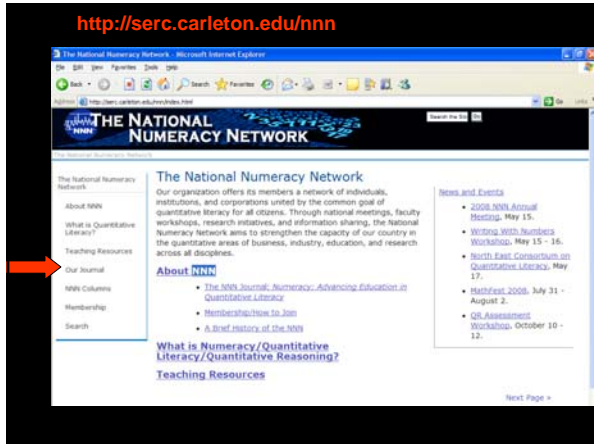 http://serc.carleton.edu/nnn
The National Numeracy Network - Microsoft Internet Explorer
File Edit View Favorites Tools Help
Back Search Favorites
Address http://serc.carleton.edu/nnn/index.html Go Links
THE NATIONAL
NUMERACY NETWORK
NNN
Search the Site Go
The National Numeracy Network
The National Numeracy
Network
About NNN
What is Quantitative
Literacy?
Teaching Resources
Our Journal
NNN Columns
Membership
Search
The National Numeracy Network
Our organization offers its members a network of individuals,
institutions, and corporations united by the common goal of
quantitative literacy for all citizens. Through national meetings, faculty
workshops, research initiatives, and information sharing, the National
Numeracy Network aims to strengthen the capacity of our country in
the quantitative areas of business, industry, education, and research
across all disciplines.
About NNN
• The NNN Journal: Numeracy: Advancing Education in
Quantitative Literacy
• Membership/How to Join
• A Brief History of the NNN
What is Numeracy/Quantitative
Literacy/Quantitative Reasoning?
Teaching Resources
News and Events
• 2008 NNN Annual
Meeting, May 15.
• Writing With Numbers
Workshop, May 15 - 16.
• North East Consortium on
Quantitative Literacy, May
17.
• MathFest 2008, July 31 -
August 2.
• QR Assessment
Workshop, October 10 -
12.
Next Page »